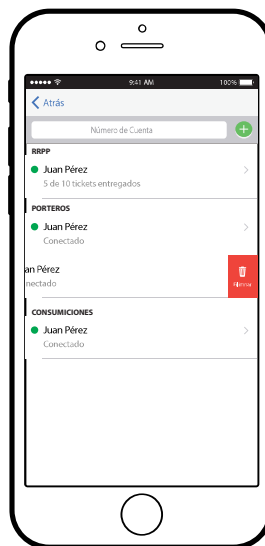 9:41 AM
100%
Atrás
Número de Cuenta
RRPP
Juan Pérez
5 de 10 tickets entregados
PORTEROS
Juan Pérez
Conectado
an Pérez
nectado
CONSUMICIONES
Juan Pérez
Conectado